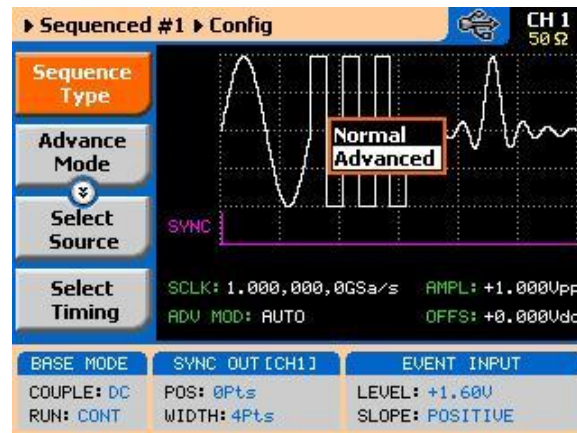 Sequenced #1 ▸ Config
CH 1
50 Ω
Sequence
Type
Advance
Mode
Select
Source
Select
Timing
Normal
Advanced
SYNC
SCLK: 1.000,000,0GSa/s
AMPL: +1.000Vpp
ADV MOD: AUTO
OFFS: +0.000Vdc
BASE MODE
SYNC OUT [CH1]
EVENT INPUT
COUPLE: DC
POS: 0Pts
LEVEL: +1.60V
RUN: CONT
WIDTH: 4Pts
SLOPE: POSITIVE